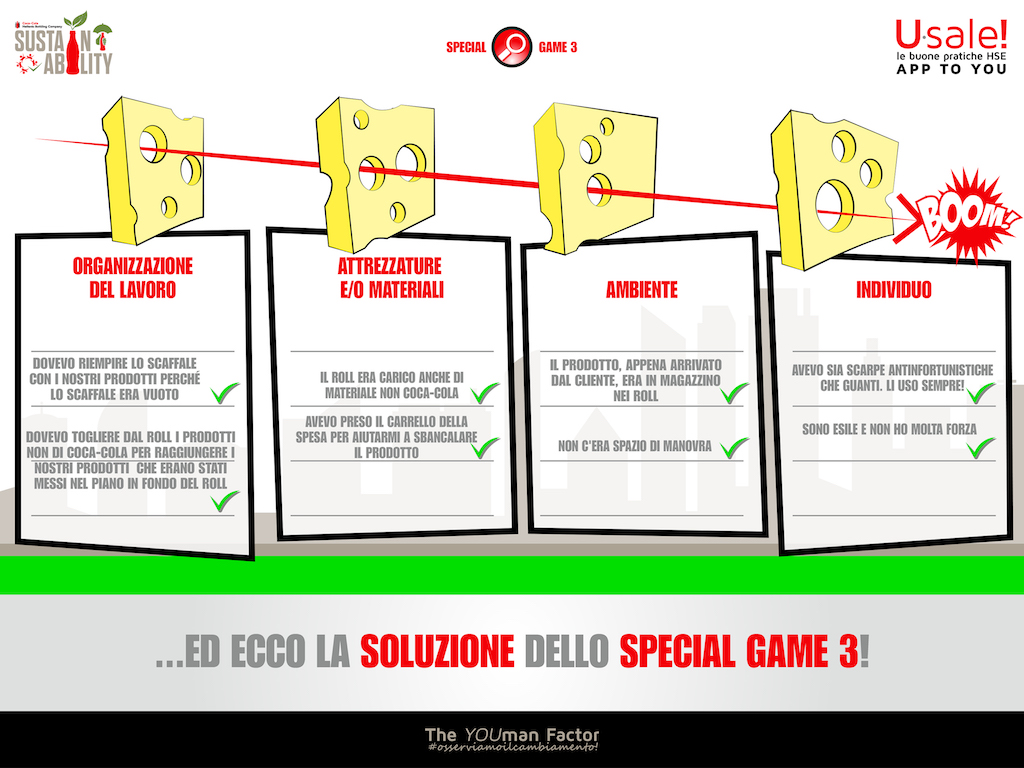 Coca-Cola
Hellenic Bottling Company
SUSTAIN
ABILITY
SPECIAL GAME 3
U·sale!
le buone pratiche HSE
APP TO YOU
BOOM!
ORGANIZZAZIONE
DEL LAVORO
DOVEVO RIEMPIRE LO SCAFFALE
CON I NOSTRI PRODOTTI PERCHÉ
LO SCAFFALE ERA VUOTO
DOVEVO TOGLIERE DAL ROLL I PRODOTTI
NON DI COCA-COLA PER RAGGIUNGERE I
NOSTRI PRODOTTI CHE ERANO STATI
MESSI NEL PIANO IN FONDO DEL ROLL
ATTREZZATURE
E/O MATERIALI
IL ROLL ERA CARICO ANCHE DI
MATERIALE NON COCA-COLA
AVEVO PRESO IL CARRELLO DELLA
SPESA PER AIUTARMI A SBANCALARE
IL PRODOTTO
AMBIENTE
IL PRODOTTO, APPENA ARRIVATO
DAL CLIENTE, ERA IN MAGAZZINO
NEI ROLL
NON C'ERA SPAZIO DI MANOVRA
INDIVIDUO
AVEVO SIA SCARPE ANTINFORTUNISTICHE
CHE GUANTI. LI USO SEMPRE!
SONO ESILE E NON HO MOLTA FORZA
...ED ECCO LA SOLUZIONE DELLO SPECIAL GAME 3!
The YOUman Factor
#osserviamoilcambiamento!